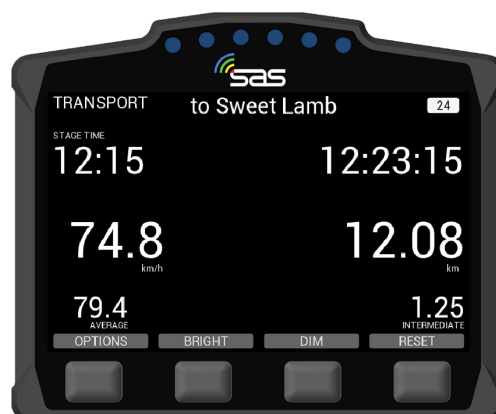 sas
TRANSPORT to Sweet Lamb 24
STAGE TIME
12:15 12:23:15
74.8 km/h 12.08 km
79.4 1.25
AVERAGE INTERMEDIATE
OPTIONS BRIGHT DIM RESET